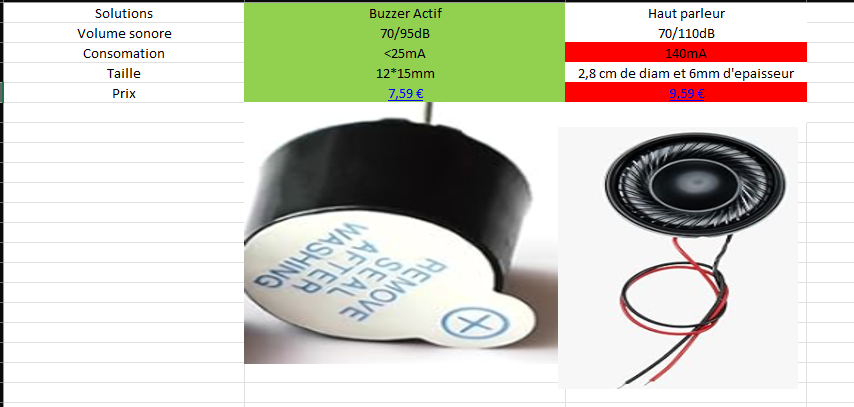 Solutions Buzzer Actif Haut parleur
Volume sonore 70/95dB 70/110dB
Consomation <25mA 140mA
Taille 12*15mm 2,8 cm de diam et 6mm d'epaisseur
Prix 7,59 € 9,59 €
REMOVE
SEAL
AFTER
WASHING
+